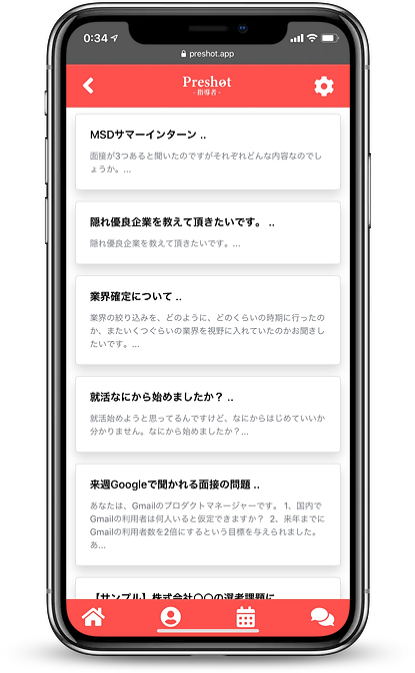 0:34
preshot.app
Preshot
- 指導者 -
MSDサマーインターン ..
面接が3つあると聞いたのですがそれぞれどんな内容なのでし
ょうか。...
隠れ優良企業を教えて頂きたいです。 ..
隠れ優良企業を教えて頂きたいです。...
業界確定について ..
業界の絞り込みを、どのように、どのくらいの時期に行ったの
か、またいくつぐらいの業界を視野に入れていたのかお聞きし
たいです。...
就活なにから始めましたか？ ..
就活始めようと思ってるんですけど、なにからはじめていいか
分かりません。なにから始めましたか？...
来週Googleで聞かれる面接の問題 ..
あなたは、Gmailのプロダクトマネージャーです。 1、国内で
Gmailの利用者は何人いると仮定できますか？ 2、来年までに
Gmailの利用者数を2倍にするという目標を与えられました。
あ...
【サンプル】株式会社〇〇の選考課題に